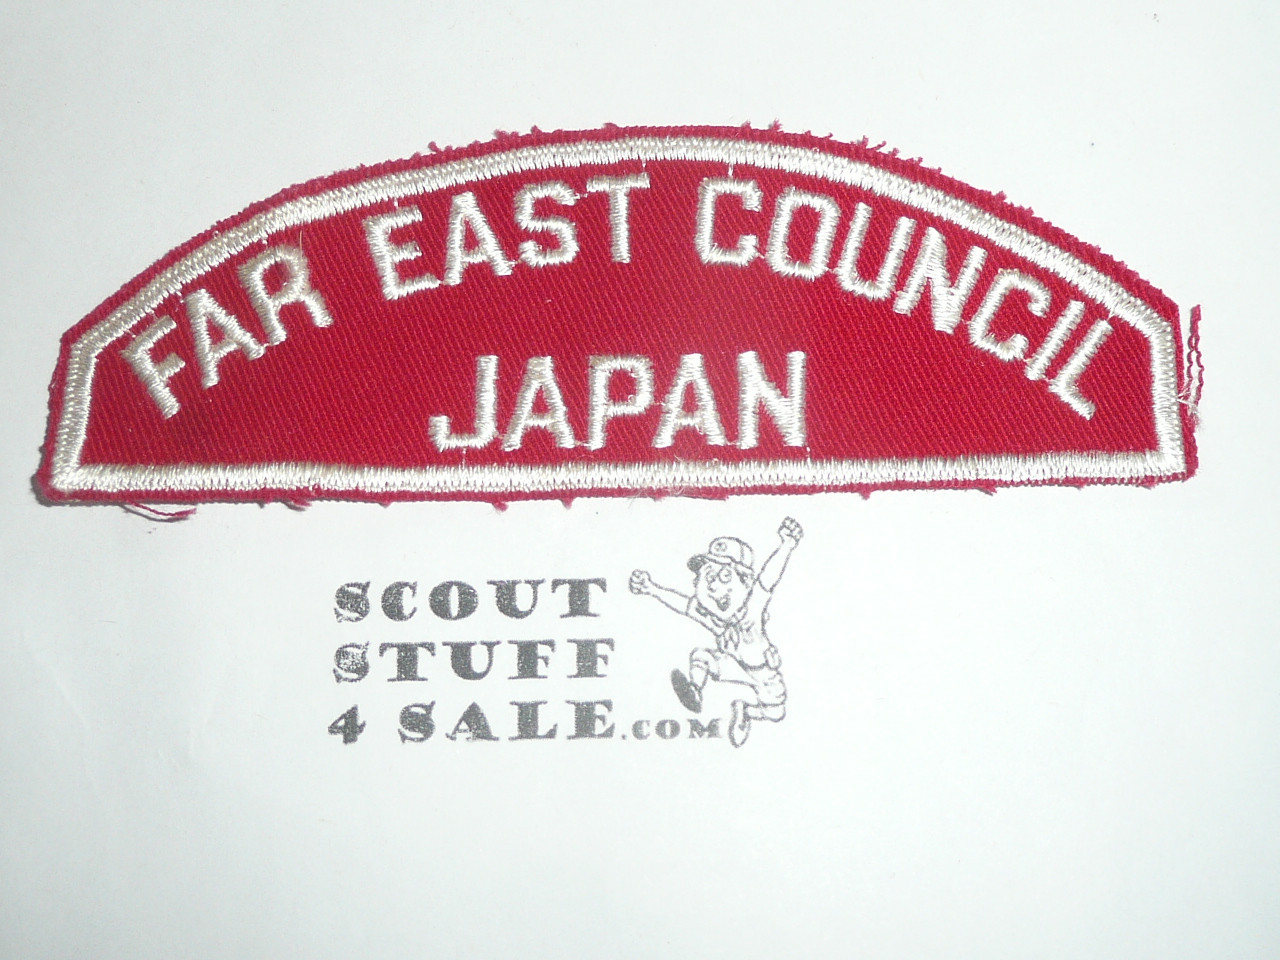 FAR EAST COUNCIL
JAPAN
SCOUT
STUFF
4 SALE.COM